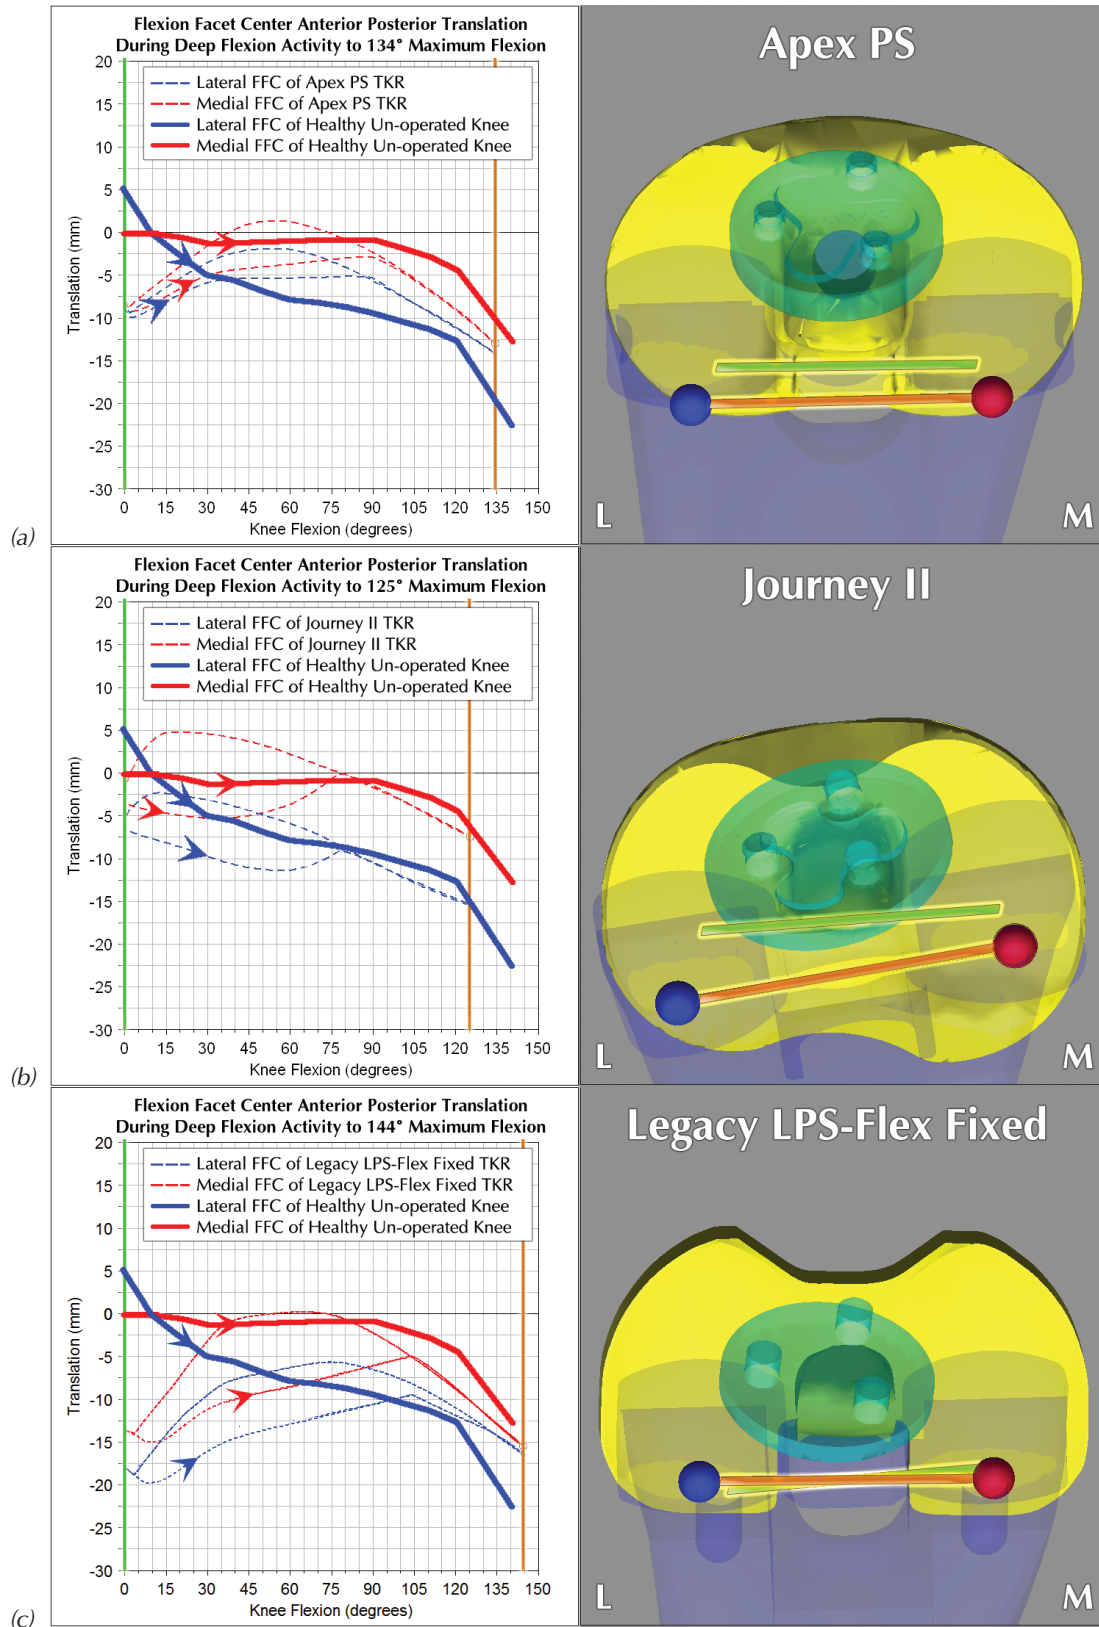 Flexion Facet Center Anterior Posterior Translation
During Deep Flexion Activity to 134° Maximum Flexion
20
15
10
5
0
-5
-10
-15
-20
-25
-30
Translation (mm)
Lateral FFC of Apex PS TKR
Medial FFC of Apex PS TKR
Lateral FFC of Healthy Un-operated Knee
Medial FFC of Healthy Un-operated Knee
0 15 30 45 60 75 90 105 120 135 150
Knee Flexion (degrees)
Apex PS
L M
(a)
Flexion Facet Center Anterior Posterior Translation
During Deep Flexion Activity to 125° Maximum Flexion
20
15
10
5
0
-5
-10
-15
-20
-25
-30
Translation (mm)
Lateral FFC of Journey II TKR
Medial FFC of Journey II TKR
Lateral FFC of Healthy Un-operated Knee
Medial FFC of Healthy Un-operated Knee
0 15 30 45 60 75 90 105 120 135 150
Knee Flexion (degrees)
Journey II
L M
(b)
Flexion Facet Center Anterior Posterior Translation
During Deep Flexion Activity to 144° Maximum Flexion
20
15
10
5
0
-5
-10
-15
-20
-25
-30
Translation (mm)
Lateral FFC of Legacy LPS-Flex Fixed TKR
Medial FFC of Legacy LPS-Flex Fixed TKR
Lateral FFC of Healthy Un-operated Knee
Medial FFC of Healthy Un-operated Knee
0 15 30 45 60 75 90 105 120 135 150
Knee Flexion (degrees)
Legacy LPS-Flex Fixed
L M
(c)